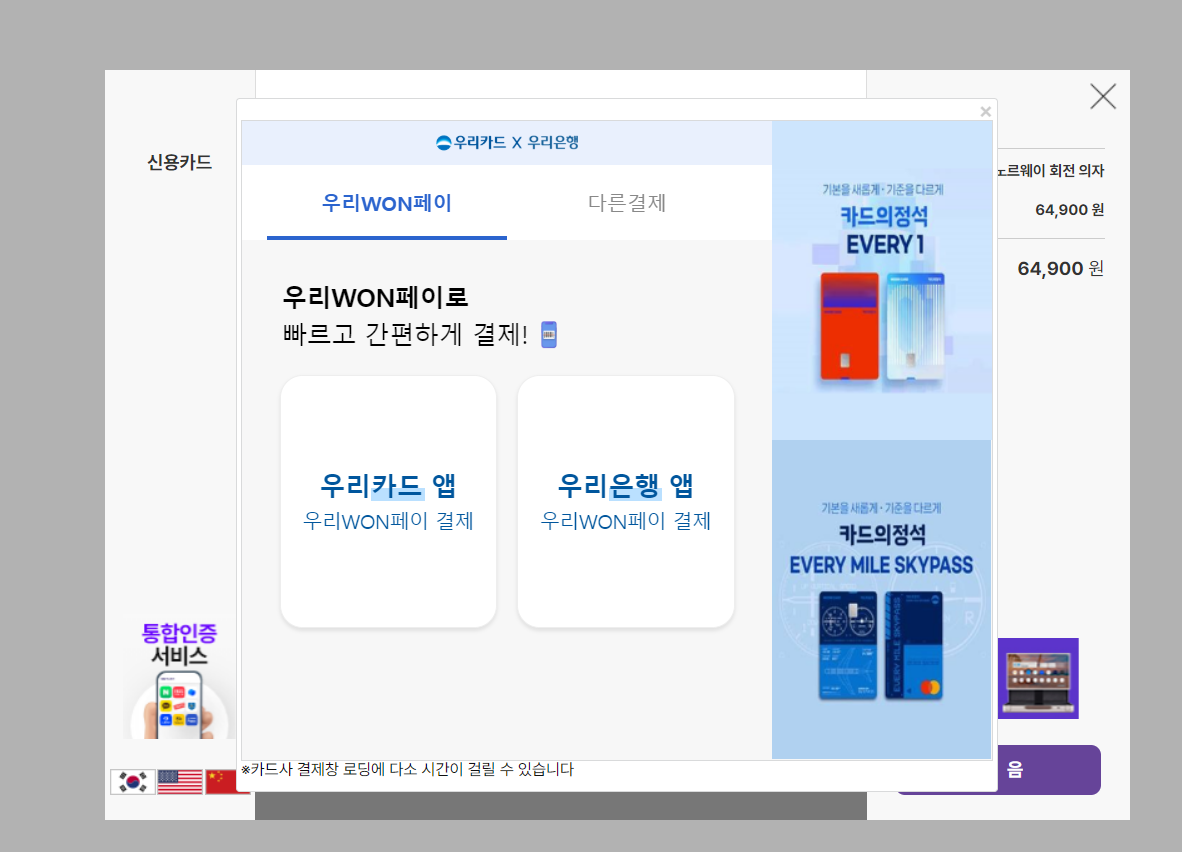 신용카드
우리카드 X 우리은행
우리WON페이
다른결제
우리WON페이로
빠르고 간편하게 결제!
우리카드 앱
우리WON페이 결제
우리은행 앱
우리WON페이 결제
기본을 새롭게·기준을 다르게
카드의정석
EVERY 1
기본을 새롭게·기준을 다르게
카드의정석
EVERY MILE SKYPASS
EVERY MILE SKYPASS
노르웨이 회전 의자
64,900 원
64,900 원
통합인증
서비스
음
※카드사 결제창 로딩에 다소 시간이 걸릴 수 있습니다